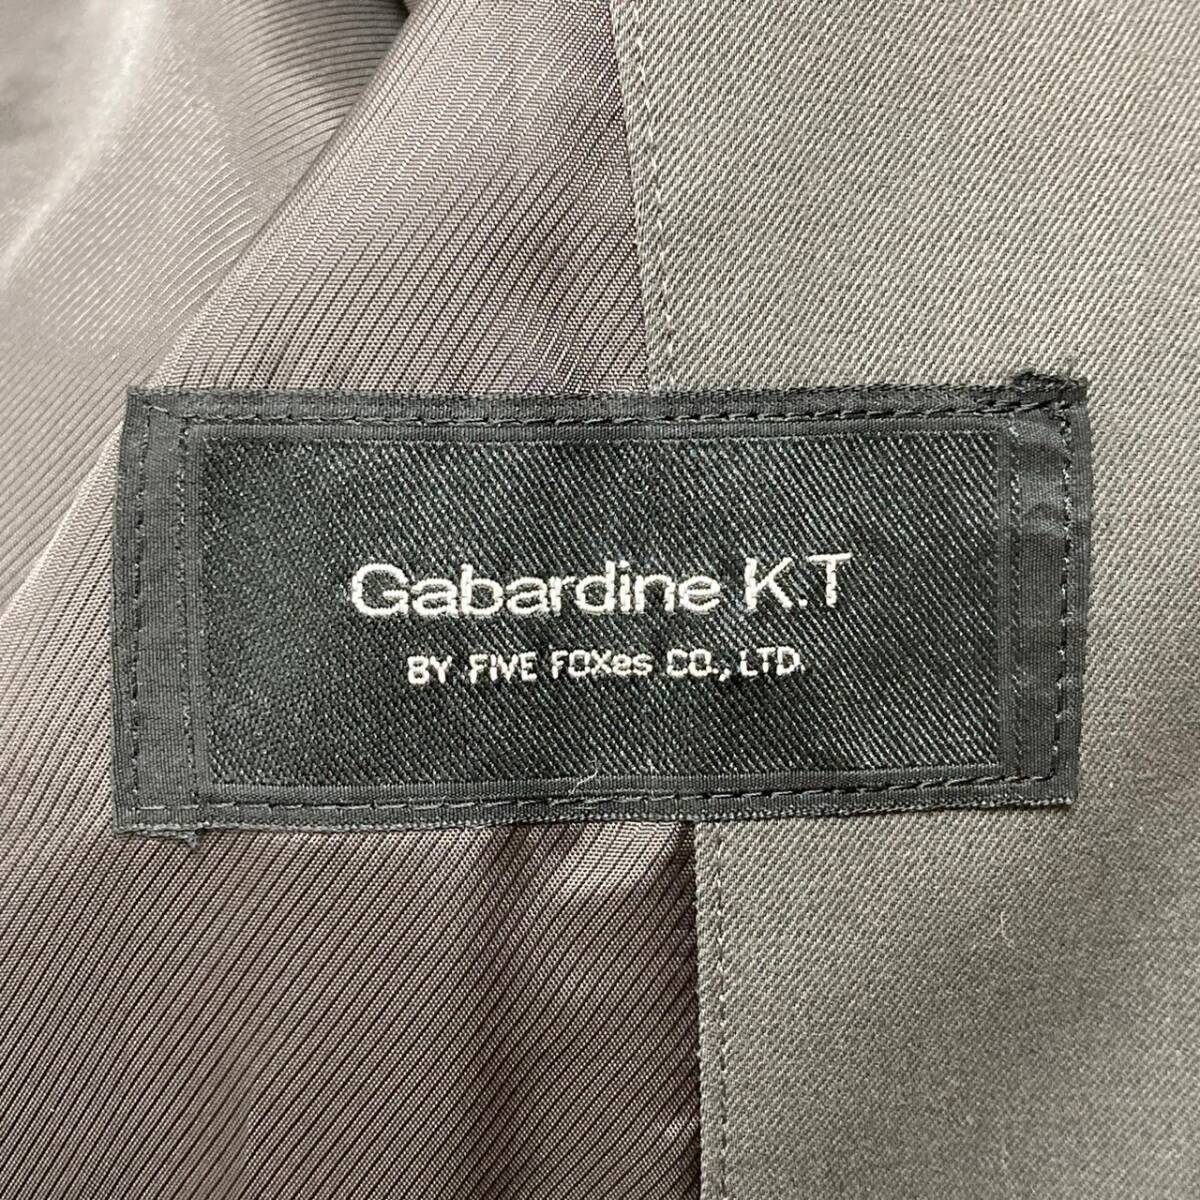 Gabardine K.T
BY FIVE FOXes CO., LTD.